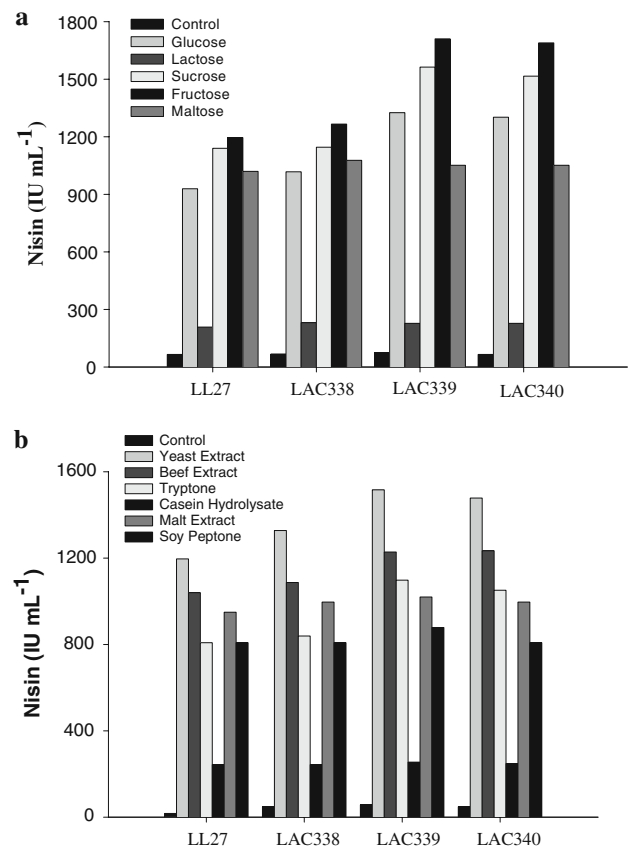 a
1800
1500
1200
900
600
300
0
Nisin (IU mL-1)
Control
Glucose
Lactose
Sucrose
Fructose
Maltose
LL27 LAC338 LAC339 LAC340
b
1600
1200
800
400
0
Nisin (IU mL-1)
Control
Yeast Extract
Beef Extract
Tryptone
Casein Hydrolysate
Malt Extract
Soy Peptone
LL27 LAC338 LAC339 LAC340